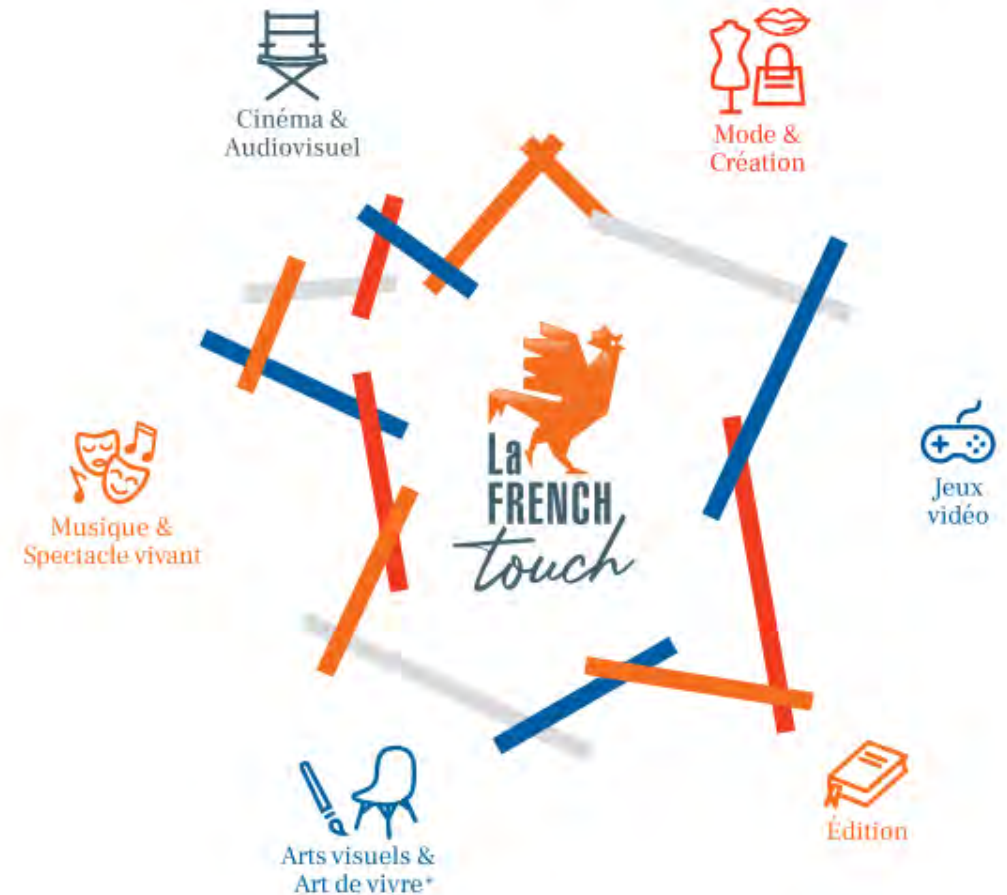 Cinéma &
Audiovisuel
Mode &
Création
Musique &
Spectacle vivant
La
FRENCH
touch
Jeux
vidéo
Arts visuels &
Art de vivre*
Édition